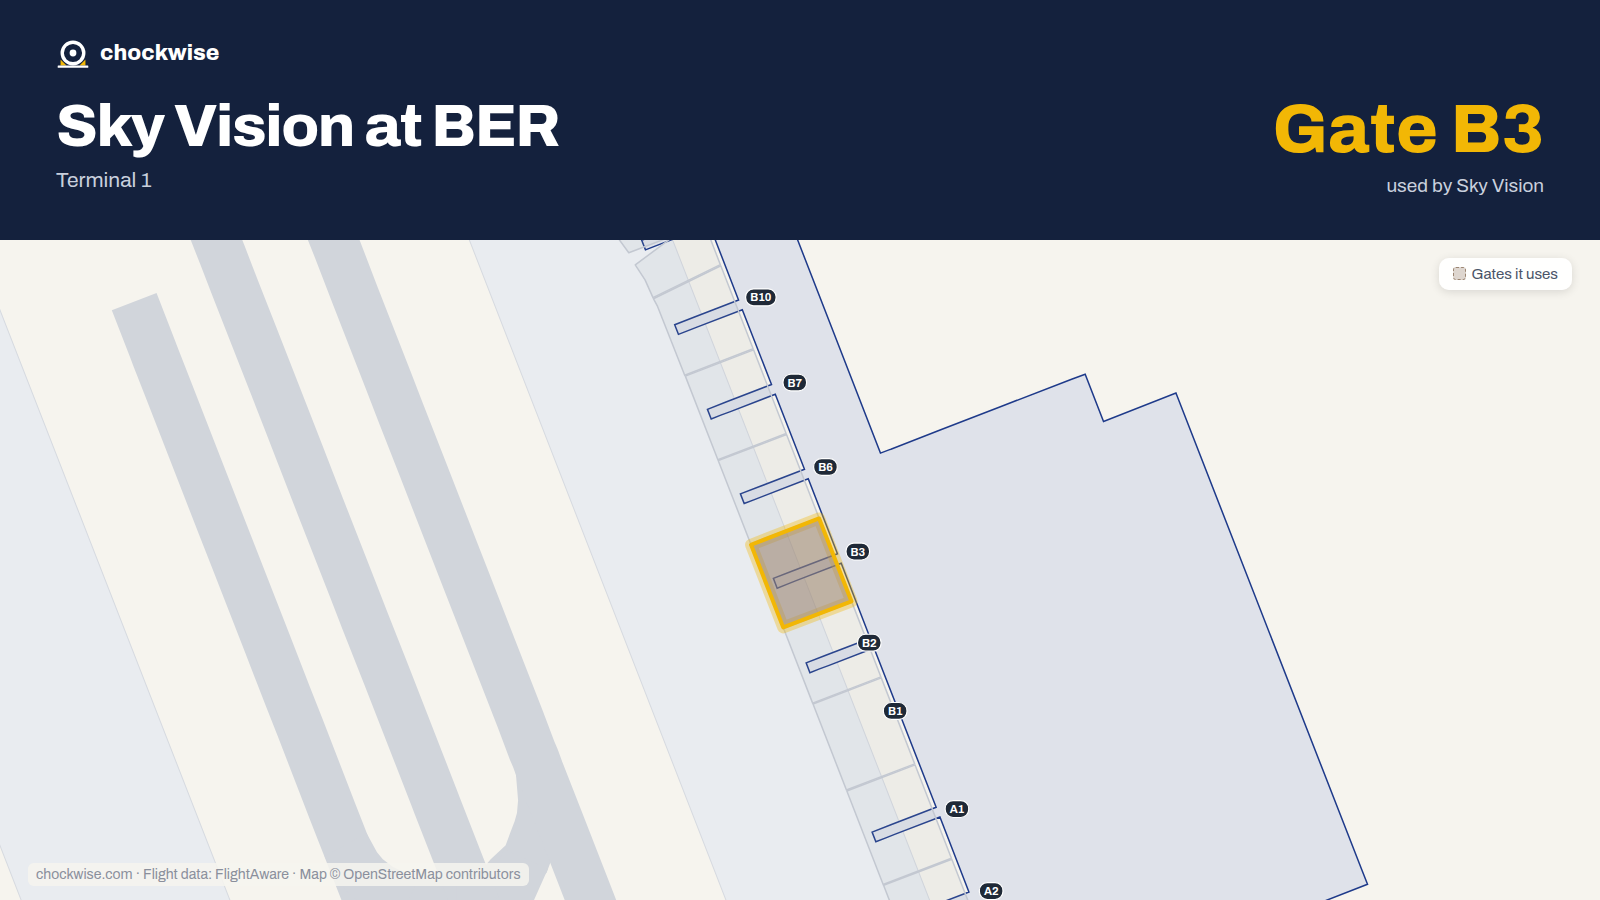 chockwise
Sky Vision at BER
Terminal 1
Gate B3
used by Sky Vision
Gates it uses
B10
B7
B6
B3
B2
B1
A1
A2
chockwise.com · Flight data: FlightAware · Map © OpenStreetMap contributors